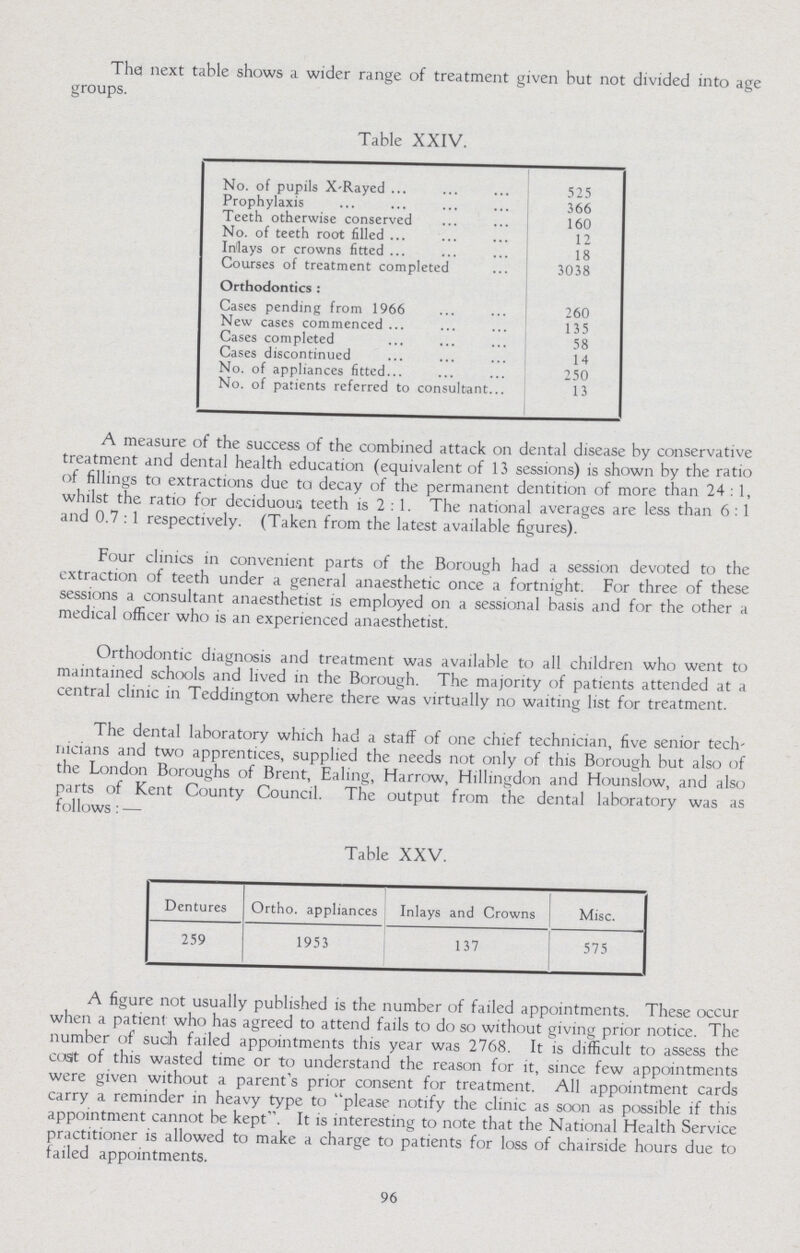 The next table shows a wider range of treatment given but not divided into age
groups.
Table XXIV.
No. of pupils X-Rayed ... ... ... 525
Prophylaxis ... ... ... ... 366
Teeth otherwise conserved ... ... 160
No. of teeth root filled ... ... ... 12
Inlays or crowns fitted ... ... ... 18
Courses of treatment completed ... 3038
Orthodontics :
Cases pending from 1966 ... ... 260
New cases commenced ... ... ... 135
Cases completed ... ... ... 58
Cases discontinued ... ... ... 14
No. of appliances fitted... ... ... 250
No. of patients referred to consultant... 13
A measure of the success of the combined attack on dental disease by conservative
treatment and dental health education (equivalent of 13 sessions) is shown by the ratio
of fillings to extractions due to decay of the permanent dentition of more than 24 : 1,
whilst the ratio for deciduous teeth is 2 : 1. The national averages are less than 6 : 1
and 0.7 : 1 respectively. (Taken from the latest available figures).
Four clinics in convenient parts of the Borough had a session devoted to the
extraction of teeth under a general anaesthetic once a fortnight. For three of these
sessions a consultant anaesthetist is employed on a sessional basis and for the other a
medical officer who is an experienced anaesthetist.
Orthodontic diagnosis and treatment was available to all children who went to
maintained schools and lived in the Borough. The majority of patients attended at a
central clinic in Teddington where there was virtually no waiting list for treatment.
The dental laboratory which had a staff of one chief technician, five senior tech-
nicians and two apprentices, supplied the needs not only of this Borough but also of
the London Boroughs of Brent, Ealing, Harrow, Hillingdon and Hounslow, and also
parts of Kent County Council. The output from the dental laboratory was as
follows : —
Table XXV.
Dentures Ortho. appliances Inlays and Crowns Misc.
259 1953 137 575
A figure not usually published is the number of failed appointments. These occur
when a patient who has agreed to attend fails to do so without giving prior notice. The
number of such failed appointments this year was 2768. It is difficult to assess the
cost of this wasted time or to understand the reason for it, since few appointments
were given without a parent's prior consent for treatment. All appointment cards
carry a reminder in heavy type to "please notify the clinic as soon as possible if this
appointment cannot be kept". It is interesting to note that the National Health Service
practitioner is allowed to make a charge to patients for loss of chairside hours due to
failed appointments.
96